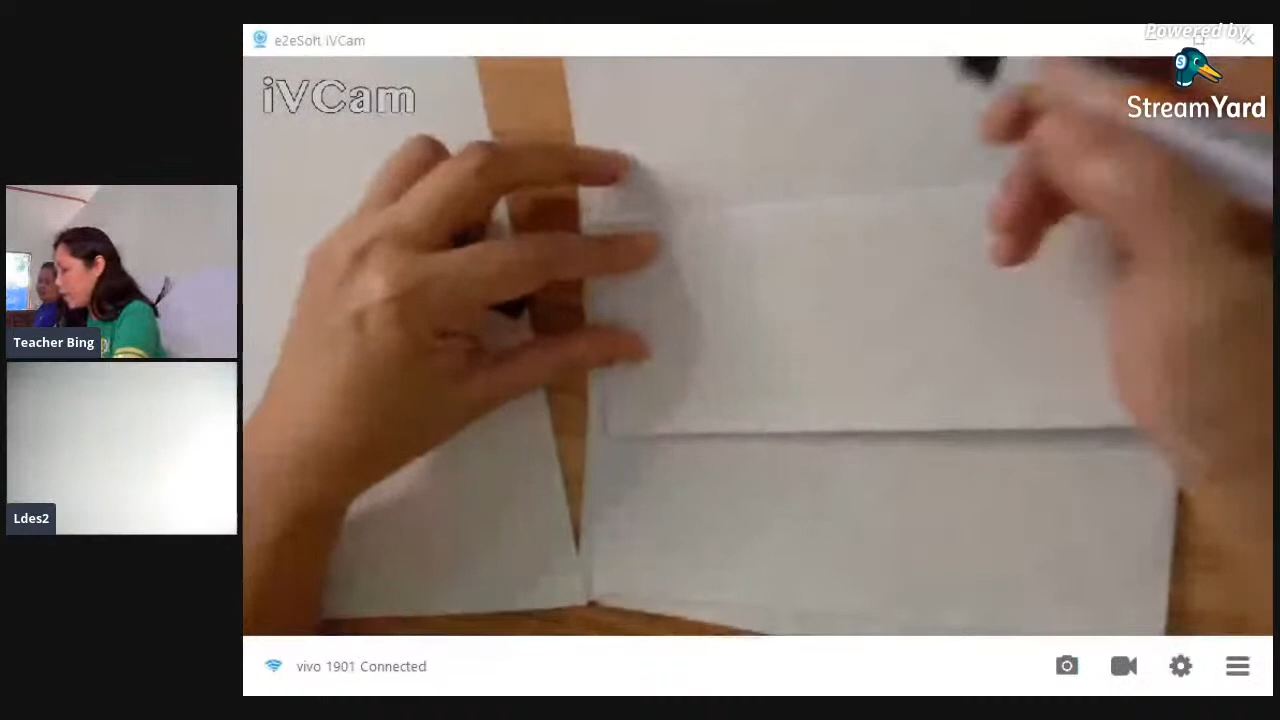 e2eSoft iVCam
Powered by
iVCam
StreamYard
Teacher Bing
Ldes2
vivo 1901 Connected